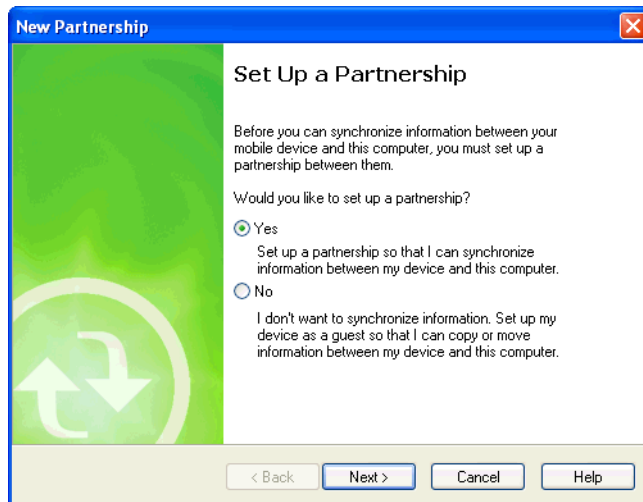 New Partnership
Set Up a Partnership
Before you can synchronize information between your
mobile device and this computer, you must set up a
partnership between them.
Would you like to set up a partnership?
Yes
Set up a partnership so that I can synchronize
information between my device and this computer.
No
I don't want to synchronize information. Set up my
device as a guest so that I can copy or move
information between my device and this computer.
< Back Next > Cancel Help